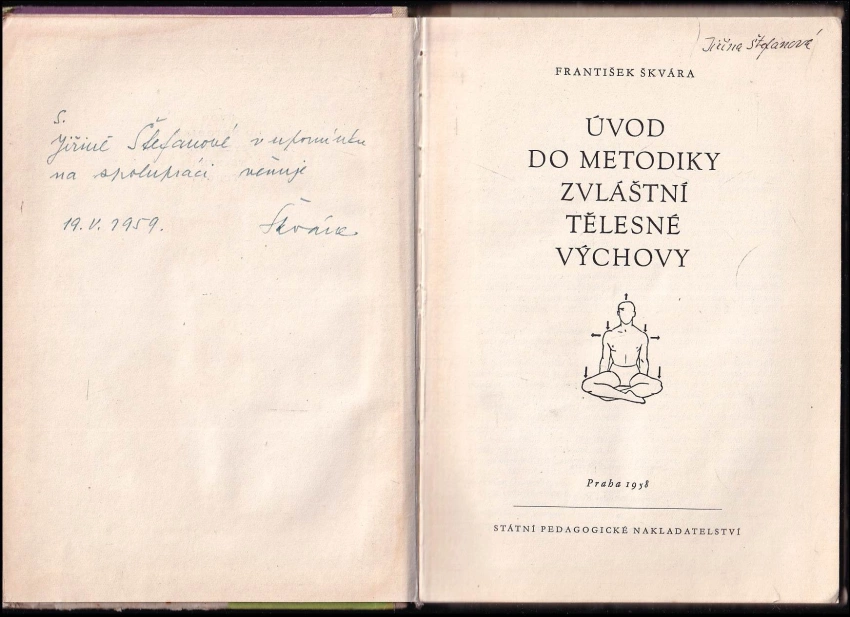 S.
Jiřině Štefanové v upomínku
na spolupráci věnuje
19. V. 1959. Škvára
Jiřina Štefanová
FRANTIŠEK ŠKVÁRA
ÚVOD
DO METODIKY
ZVLÁŠTNÍ
TĚLESNÉ
VÝCHOVY
Praha 1958
STÁTNÍ PEDAGOGICKÉ NAKLADATELSTVÍ